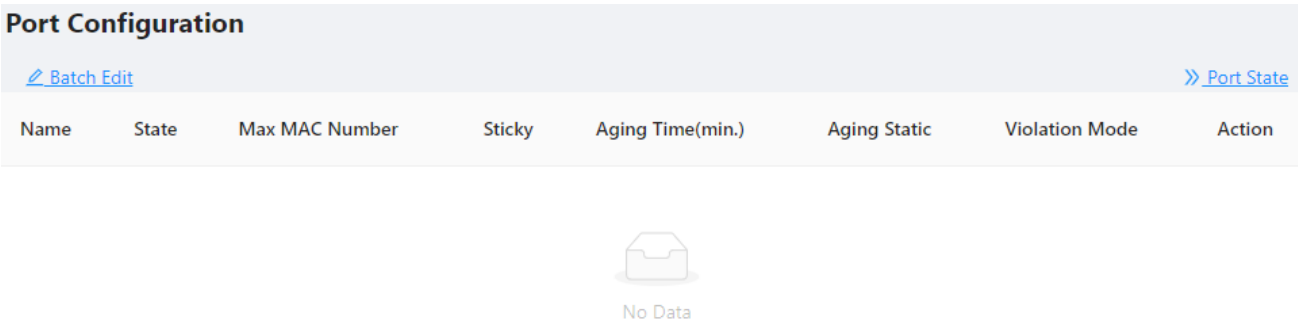 Port Configuration
Batch Edit Port State
Name State Max MAC Number Sticky Aging Time(min.) Aging Static Violation Mode Action
No Data